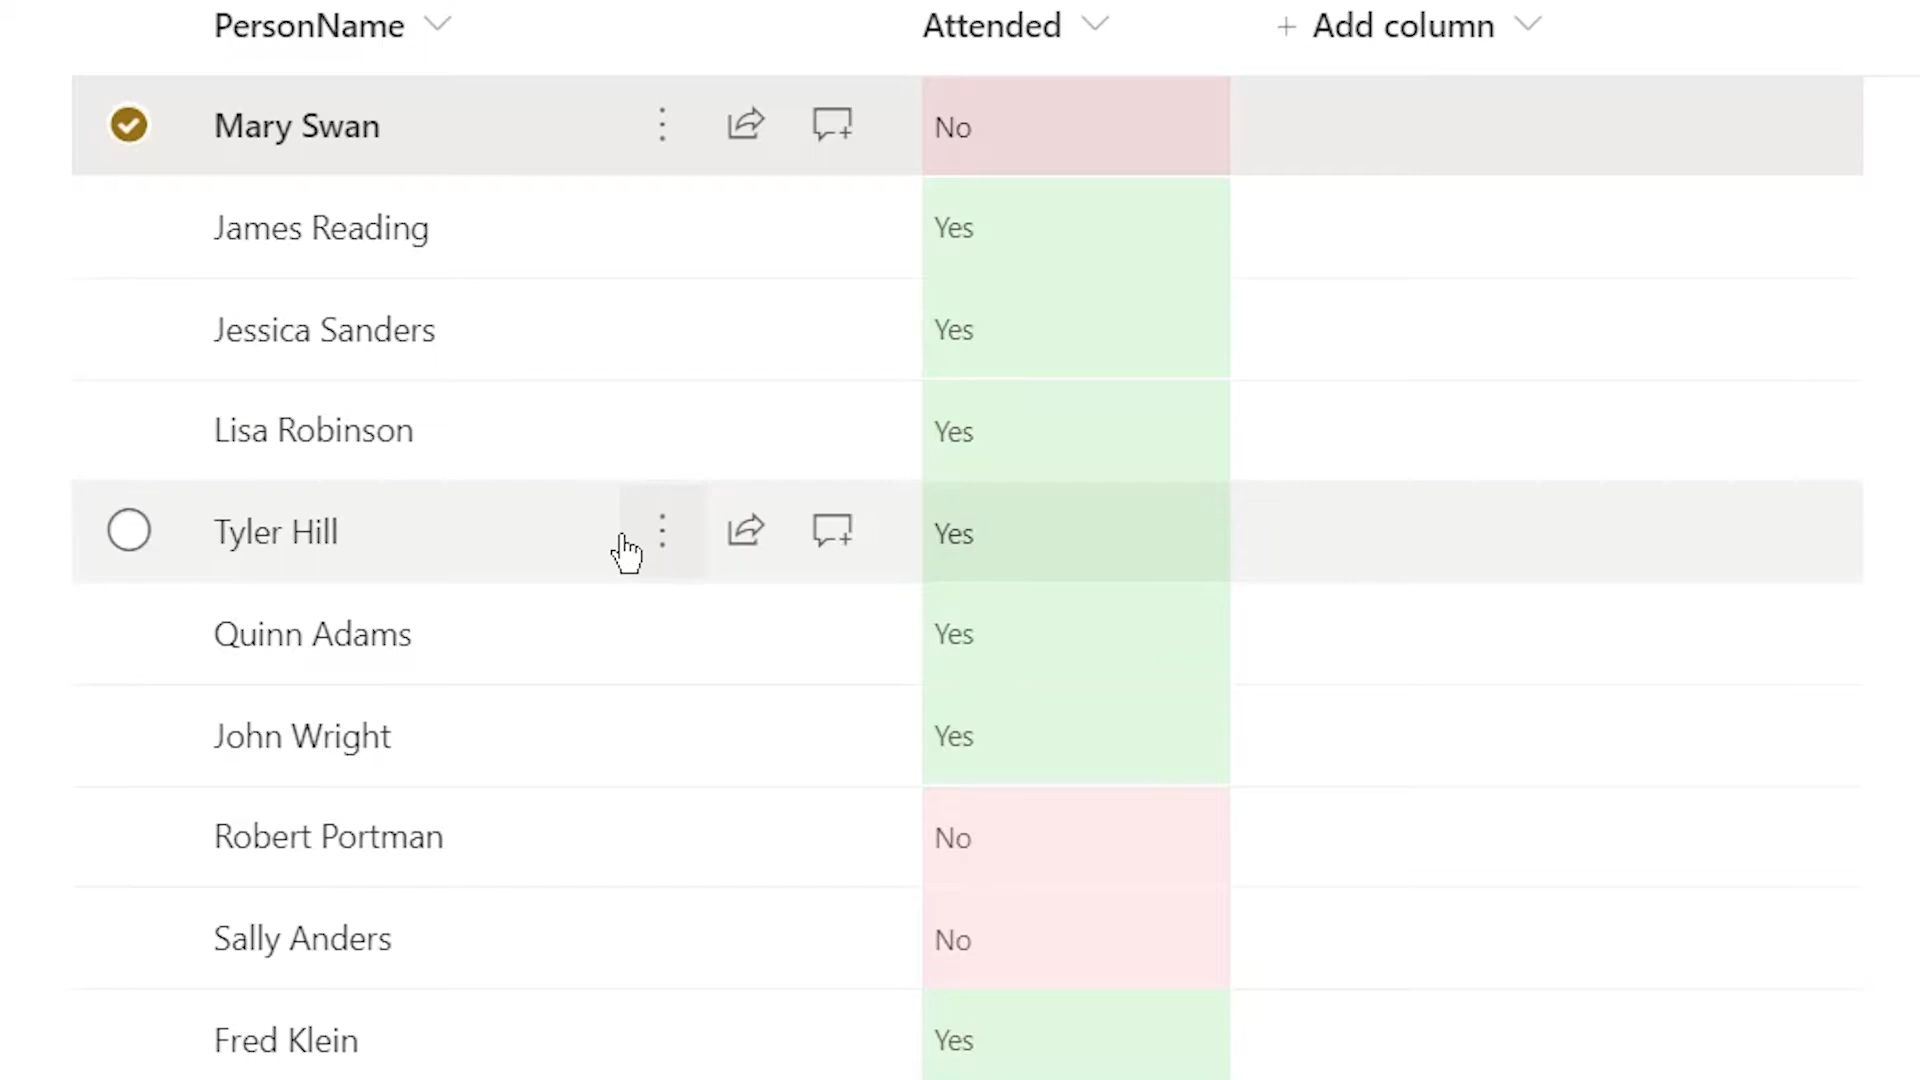 PersonName Attended + Add column
Mary Swan No
James Reading Yes
Jessica Sanders Yes
Lisa Robinson Yes
Tyler Hill Yes
Quinn Adams Yes
John Wright Yes
Robert Portman No
Sally Anders No
Fred Klein Yes